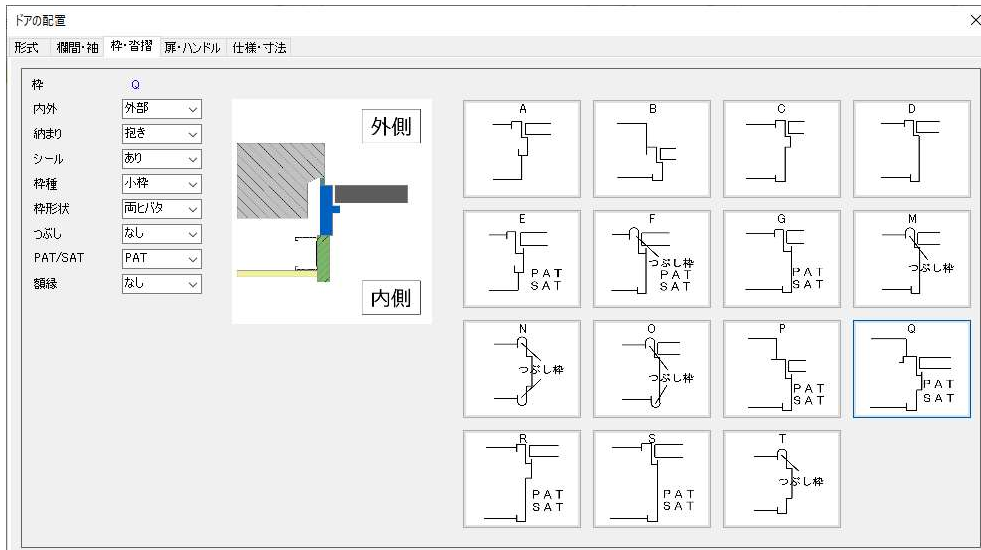 ドアの配置
形式 欄間・袖 枠・沓摺 扉・ハンドル 仕様・寸法
枠 Q
内外 外部
納まり 抱き
シール あり
枠種 小枠
枠形状 両ヒバタ
つぶし なし
PAT/SAT PAT
額縁 なし
外側
内側
A
B
C
D
E
PAT
SAT
F
つぶし枠
PAT
SAT
G
PAT
SAT
M
つぶし枠
N
つぶし枠
O
つぶし枠
P
PAT
SAT
Q
PAT
SAT
R
PAT
SAT
S
PAT
SAT
T
つぶし枠